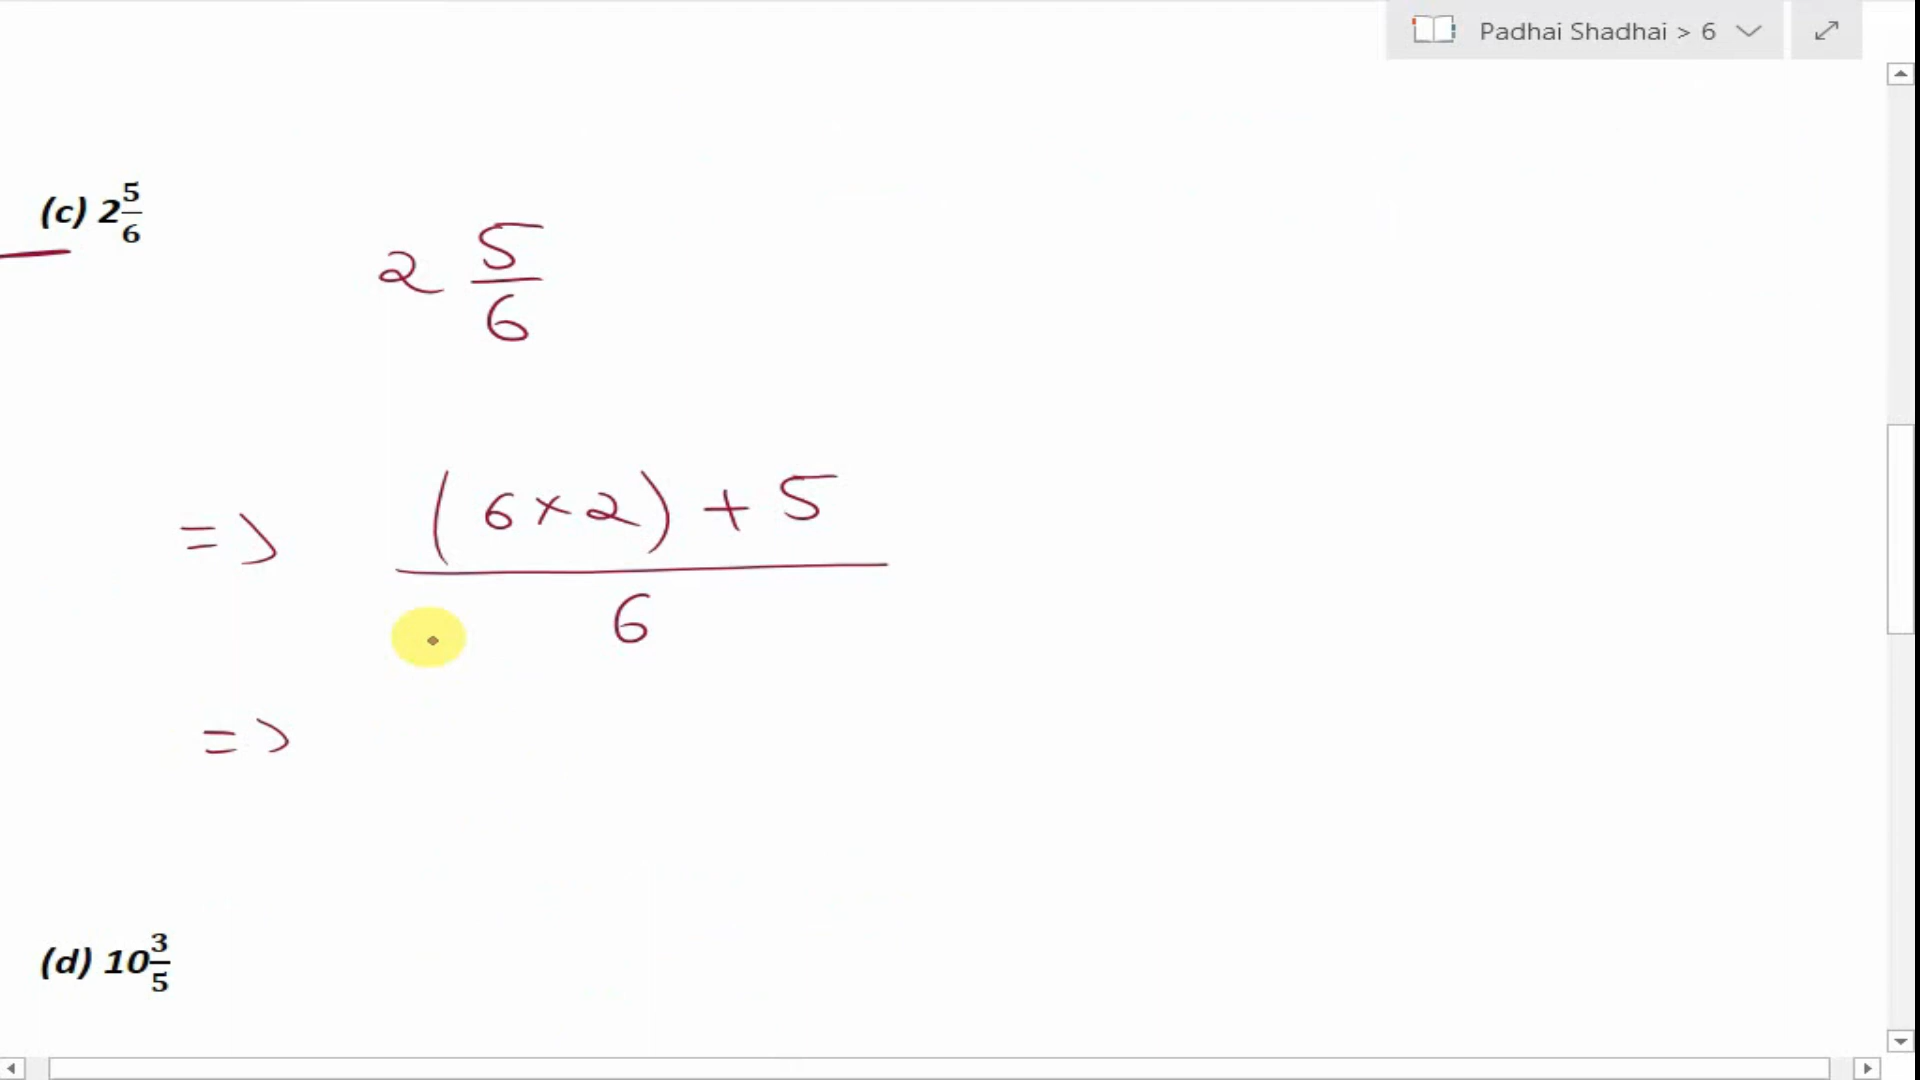 Padhai Shadhai > 6
(c) 2 5/6
2 5/6
=> (6×2)+5
6
=>
(d) 10 3/5